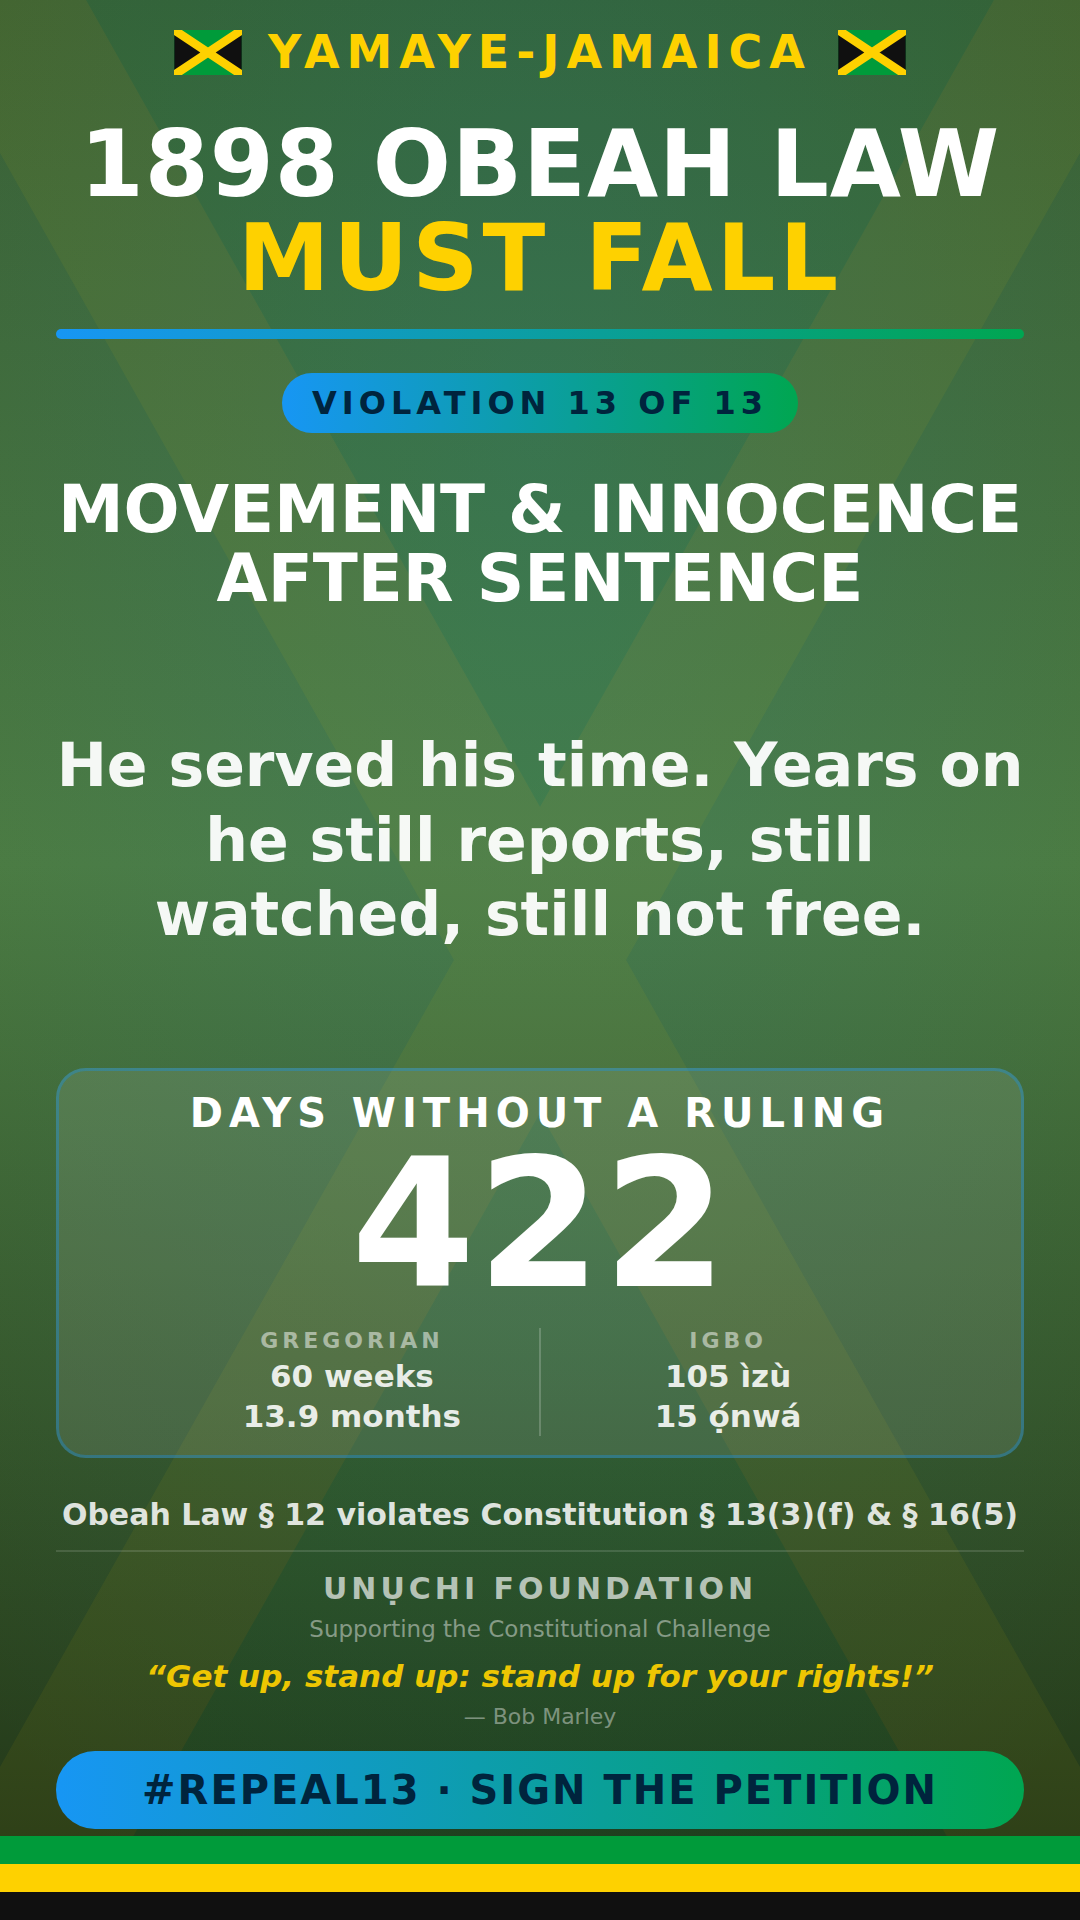 YAMAYE-JAMAICA
1898 OBEAH LAW
MUST FALL
VIOLATION 13 OF 13
MOVEMENT & INNOCENCE
AFTER SENTENCE
He served his time. Years on
he still reports, still
watched, still not free.
DAYS WITHOUT A RULING
422
GREGORIAN
60 weeks
13.9 months
IGBO
105 ìzù
15 ọ́nwá
Obeah Law § 12 violates Constitution § 13(3)(f) & § 16(5)
UNỤCHI FOUNDATION
Supporting the Constitutional Challenge
“Get up, stand up: stand up for your rights!”
— Bob Marley
#REPEAL13 · SIGN THE PETITION